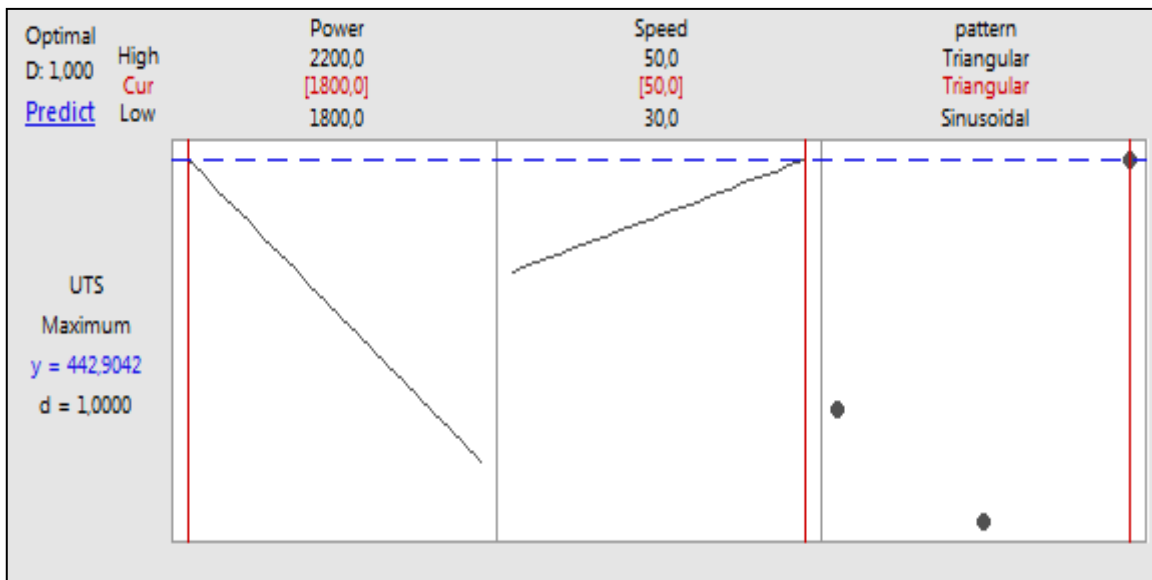 Optimal
D: 1,000
Predict
High
Cur
Low
Power
2200,0
[1800,0]
1800,0
Speed
50,0
[50,0]
30,0
pattern
Triangular
Triangular
Sinusoidal
UTS
Maximum
y = 442,9042
d = 1,0000